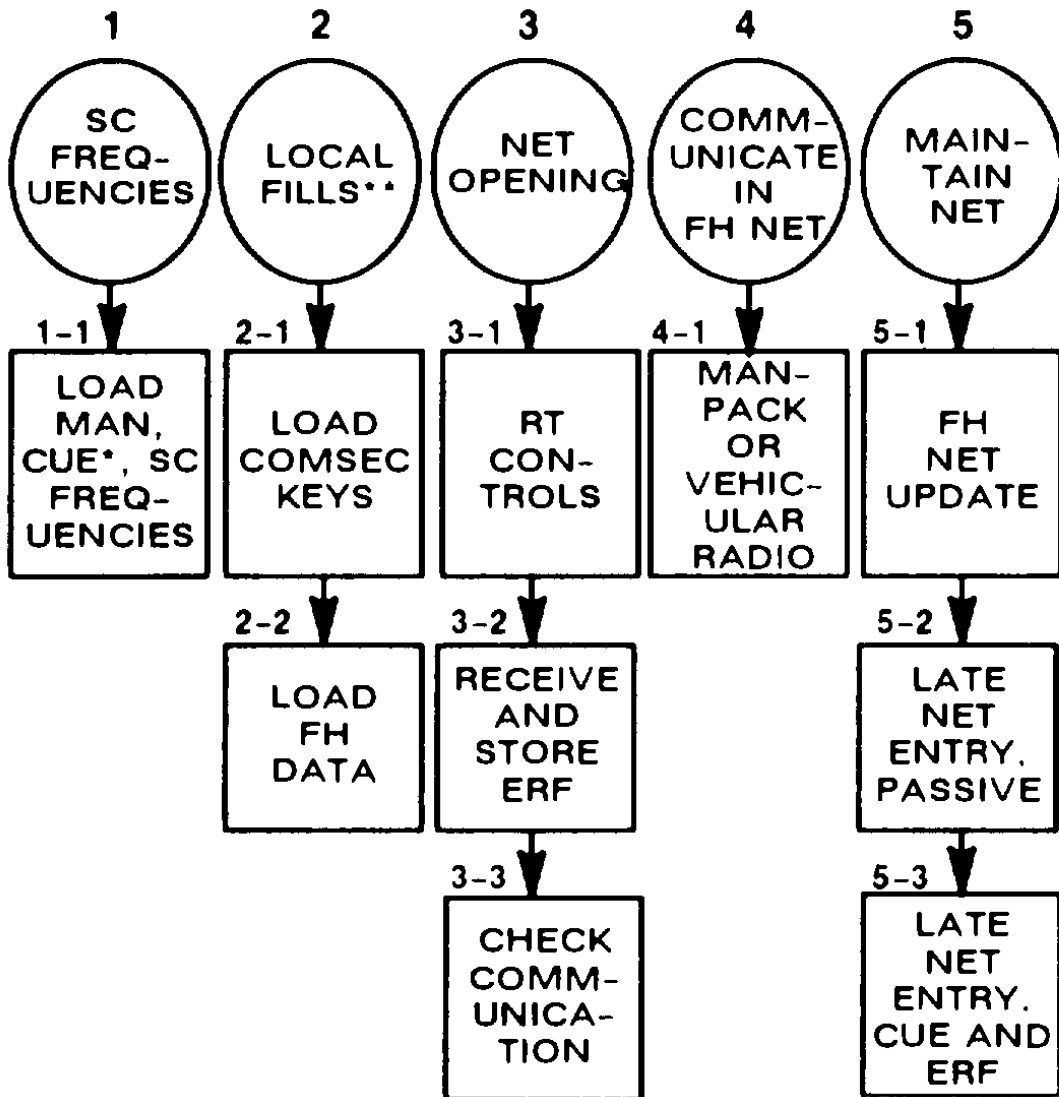 1
SC
FREQ-
UENCIES
1-1
LOAD
MAN,
CUE*, SC
FREQ-
UENCIES
2
LOCAL
FILLS**
2-1
LOAD
COMSEC
KEYS
2-2
LOAD
FH
DATA
3
NET
OPENING
3-1
RT
CON-
TROLS
3-2
RECEIVE
AND
STORE
ERF
3-3
CHECK
COMM-
UNICA-
TION
4
COMM-
UNICATE
IN
FH NET
4-1
MAN-
PACK
OR
VEHIC-
ULAR
RADIO
5
MAIN-
TAIN
NET
5-1
FH
NET
UPDATE
5-2
LATE
NET
ENTRY.
PASSIVE
5-3
LATE
NET
ENTRY.
CUE AND
ERF